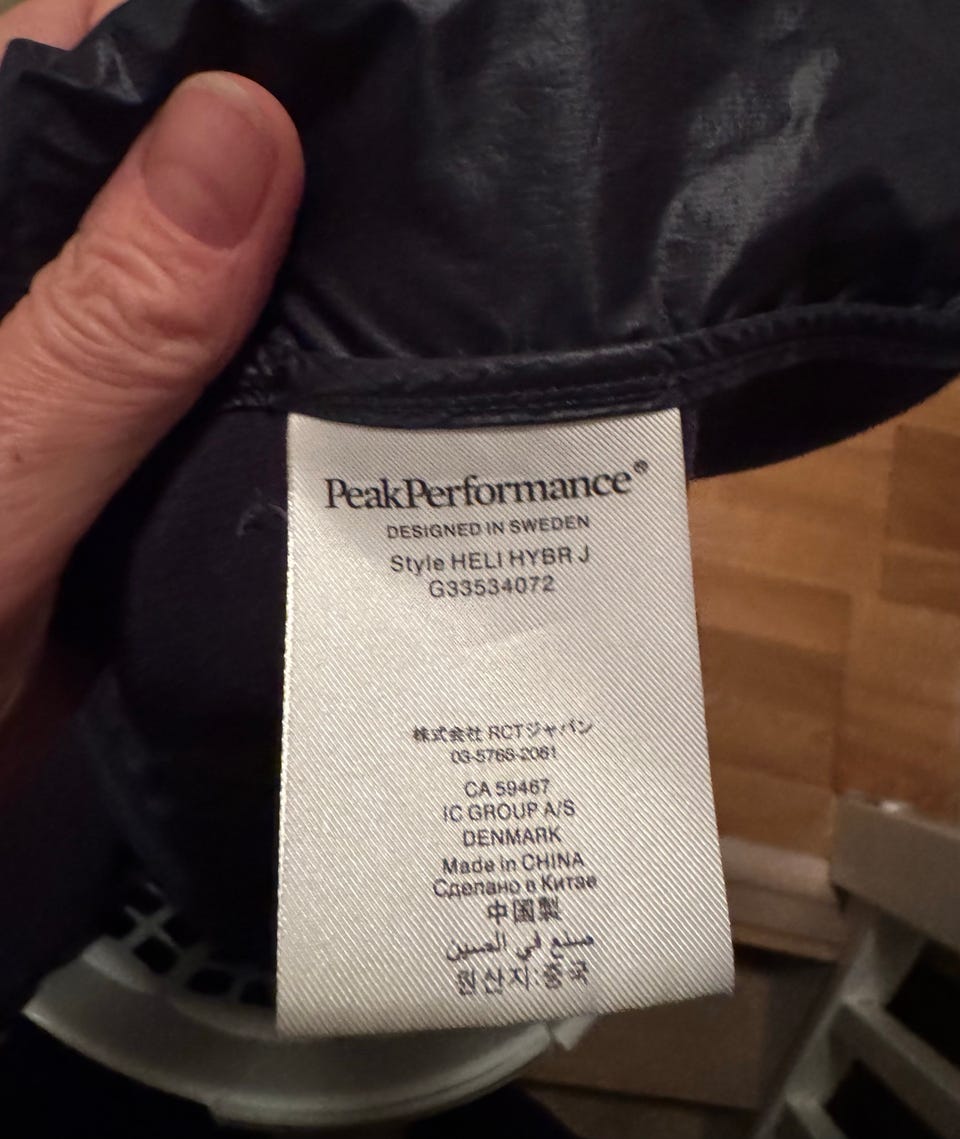 PeakPerformance®
DESIGNED IN SWEDEN
Style HELI HYBR J
G33534072
株式会社 RCTジャパン
03-5766-2061
CA 59467
IC GROUP A/S
DENMARK
Made in CHINA
Сделано в Китае
中国製
صنع في الصين
원산지:중국